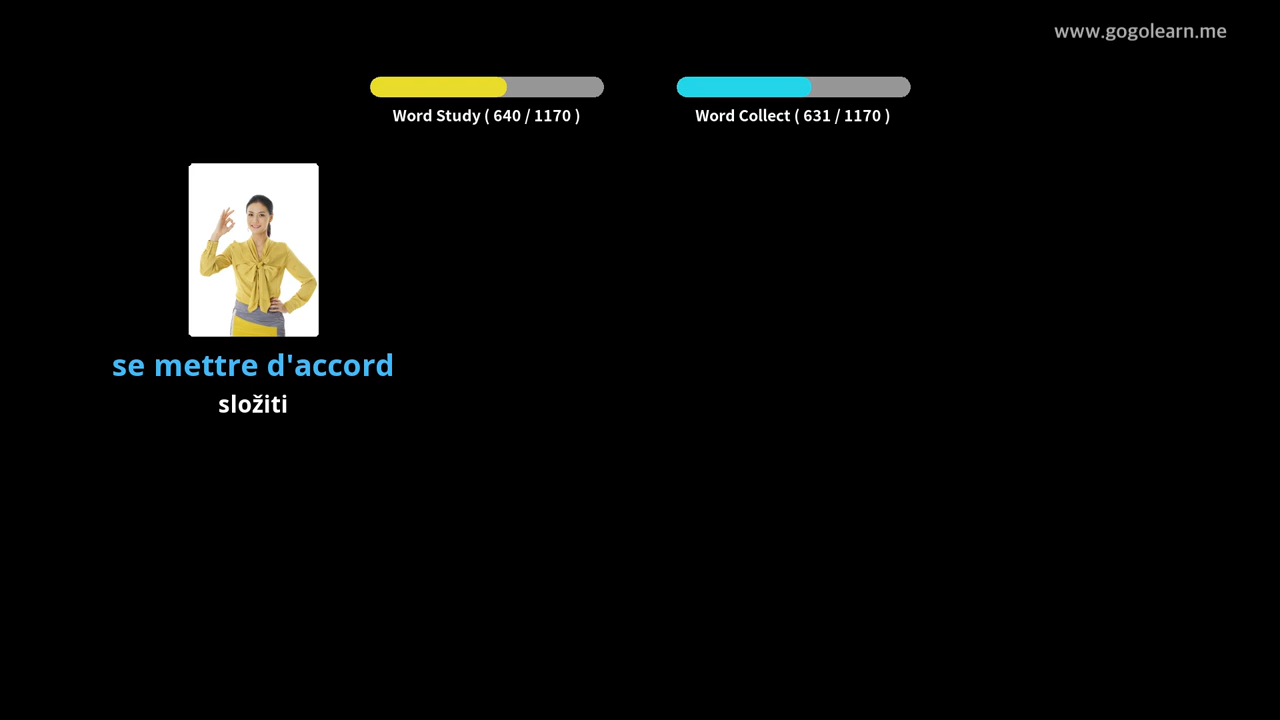 www.gogolearn.me
Word Study ( 640 / 1170 )
Word Collect ( 631 / 1170 )
se mettre d'accord
složiti